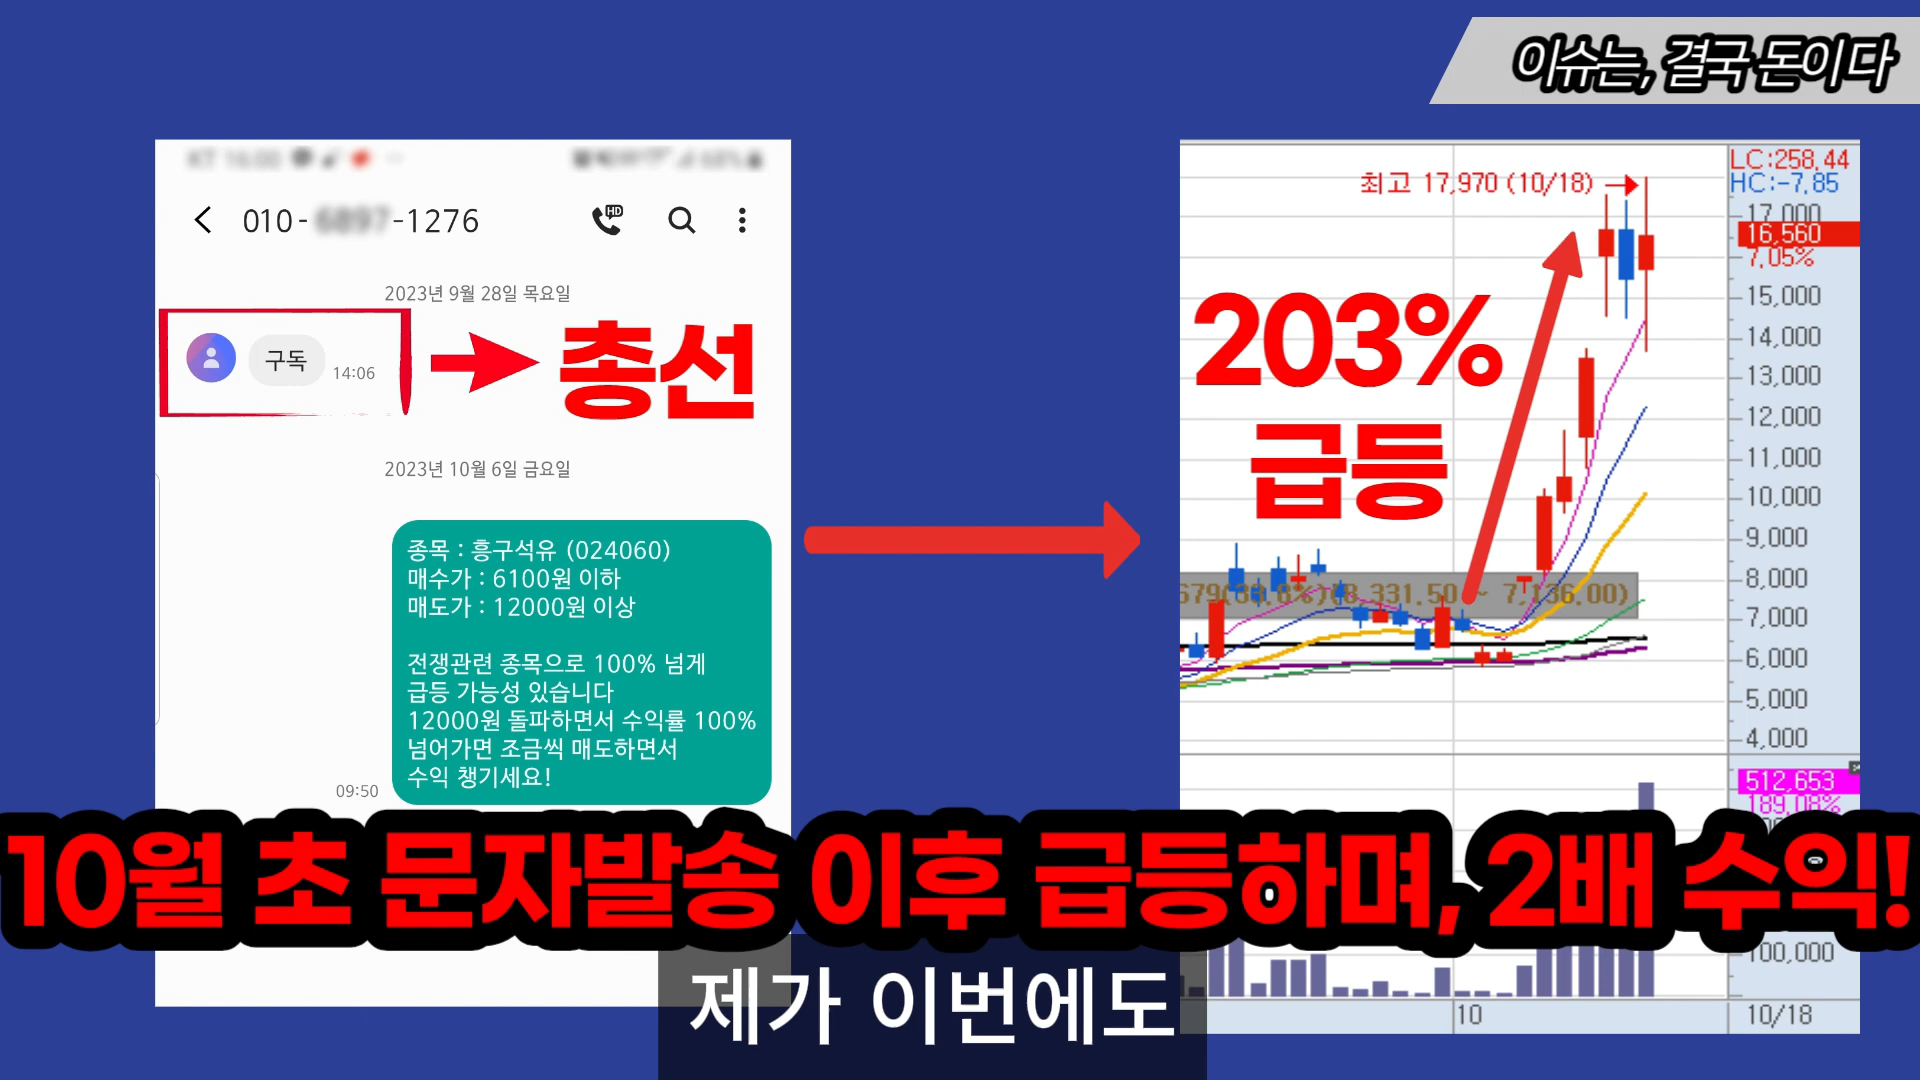 이슈는, 결국 돈이다
010-
-1276
2023년 9월 28일 목요일
구독
14:06
총선
2023년 10월 6일 금요일
종목 : 흥구석유 (024060)
매수가 : 6100원 이하
매도가 : 12000원 이상
전쟁관련 종목으로 100% 넘게
급등 가능성 있습니다
12000원 돌파하면서 수익률 100%
넘어가면 조금씩 매도하면서
수익 챙기세요!
09:50
최고 17,970 (10/18)
LC:258,44
HC:-7,85
17,000
16,560
7,05%
15,000
14,000
13,000
12,000
11,000
10,000
9,000
8,000
7,000
6,000
5,000
4,000
203%
급등
(8,331.50 ~ 7,136.00)
512,653
189,08%
10월 초 문자발송 이후 급등하며, 2배 수익!
100,000
10
10/18
제가 이번에도